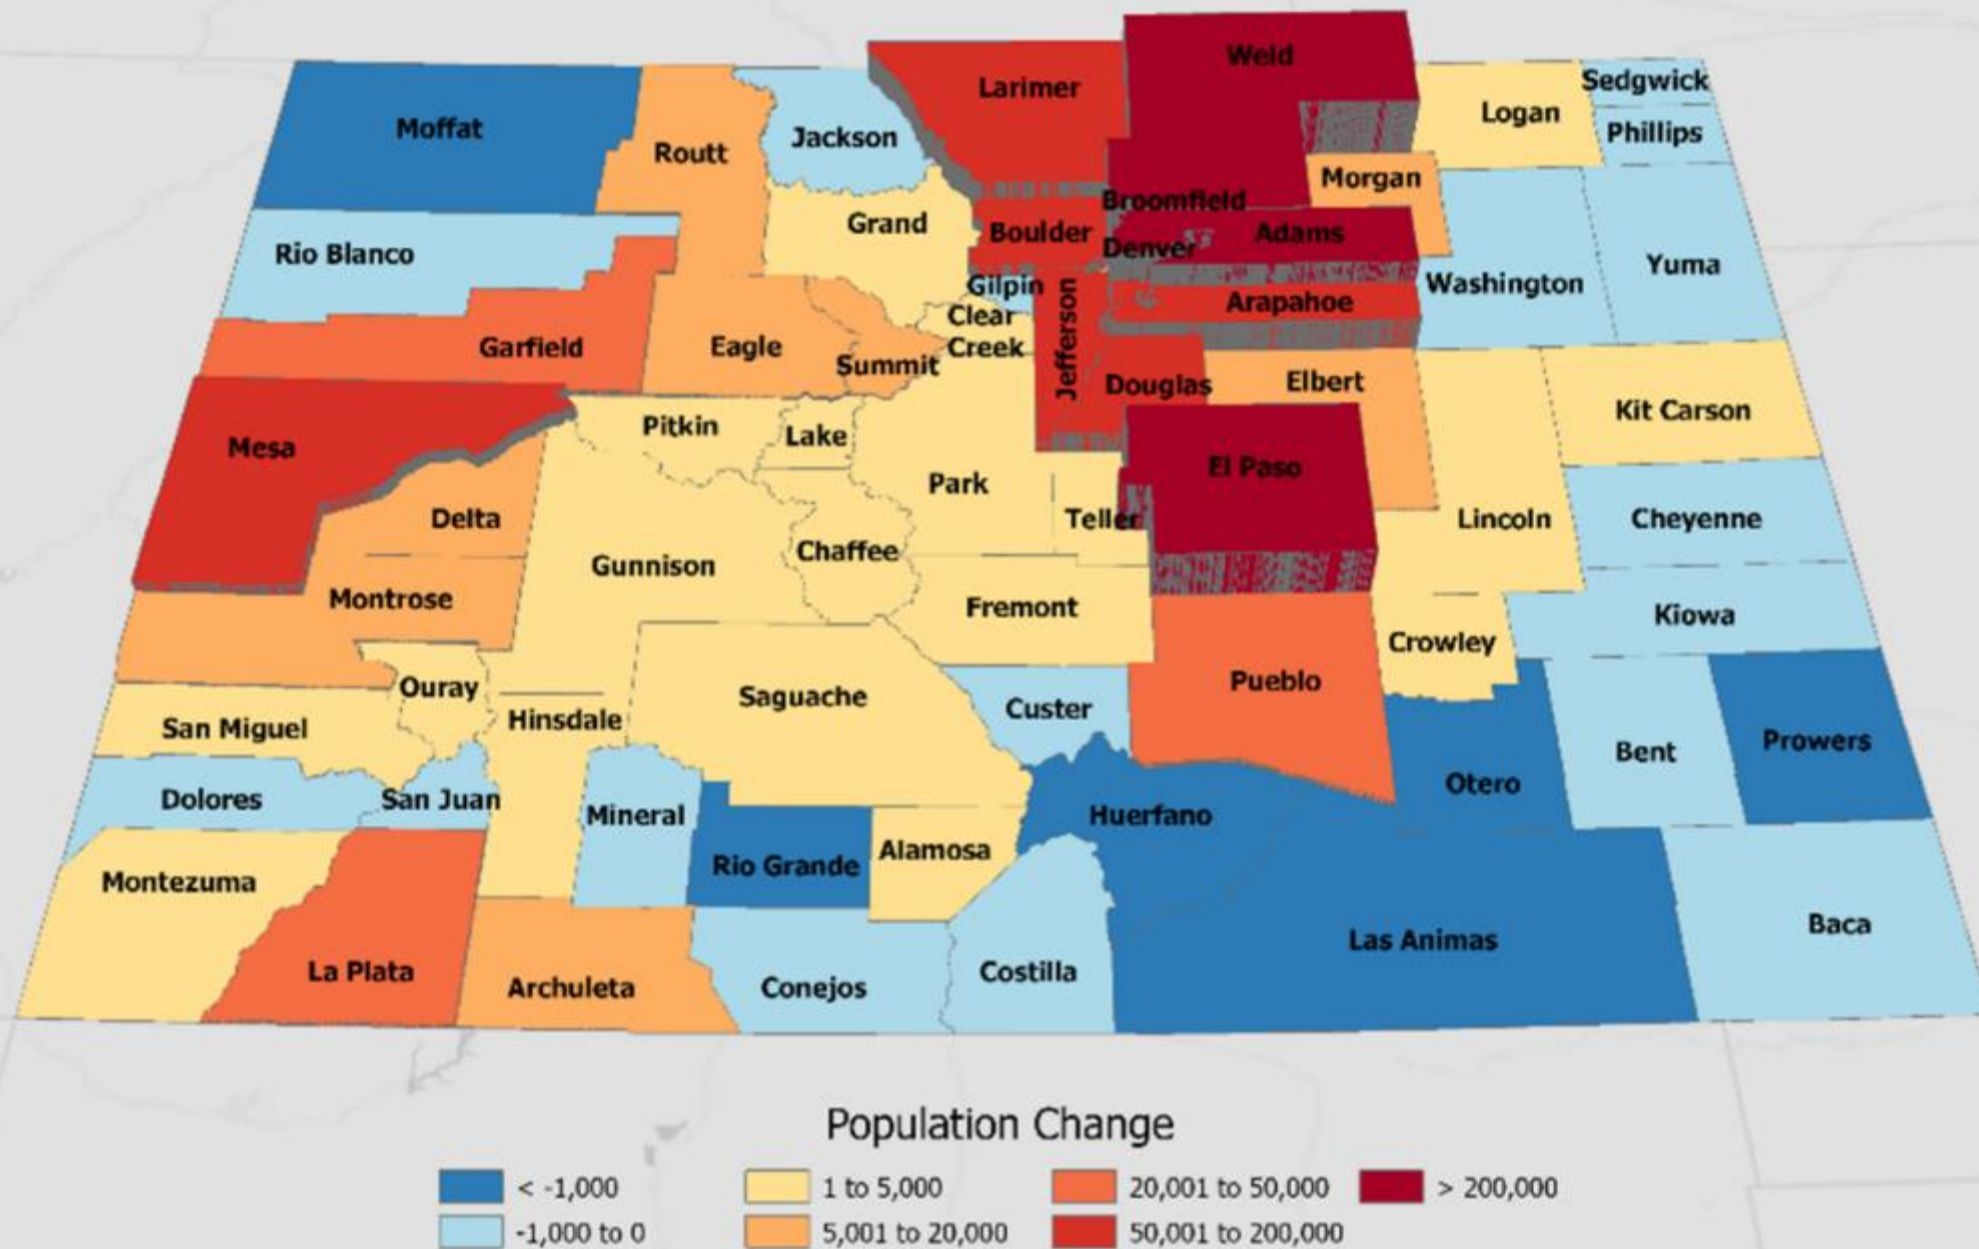 Weld
Larimer
Sedgwick
Logan
Moffat
Phillips
Jackson
Routt
Morgan
Broomfield
Grand
Boulder
Adams
Denver
Rio Blanco
Yuma
Gilpin
Washington
Arapahoe
Clear
Creek
Jefferson
Garfield
Eagle
Summit
Douglas
Elbert
Kit Carson
Pitkin
Lake
Mesa
El Paso
Park
Delta
Teller
Lincoln
Cheyenne
Chaffee
Gunnison
Montrose
Fremont
Kiowa
Crowley
Ouray
Pueblo
Saguache
Custer
Hinsdale
San Miguel
Prowers
Bent
Otero
Dolores
San Juan
Mineral
Huerfano
Alamosa
Rio Grande
Montezuma
Baca
Las Animas
La Plata
Costilla
Archuleta
Conejos
Population Change
< -1,000
1 to 5,000
20,001 to 50,000
> 200,000
-1,000 to 0
5,001 to 20,000
50,001 to 200,000